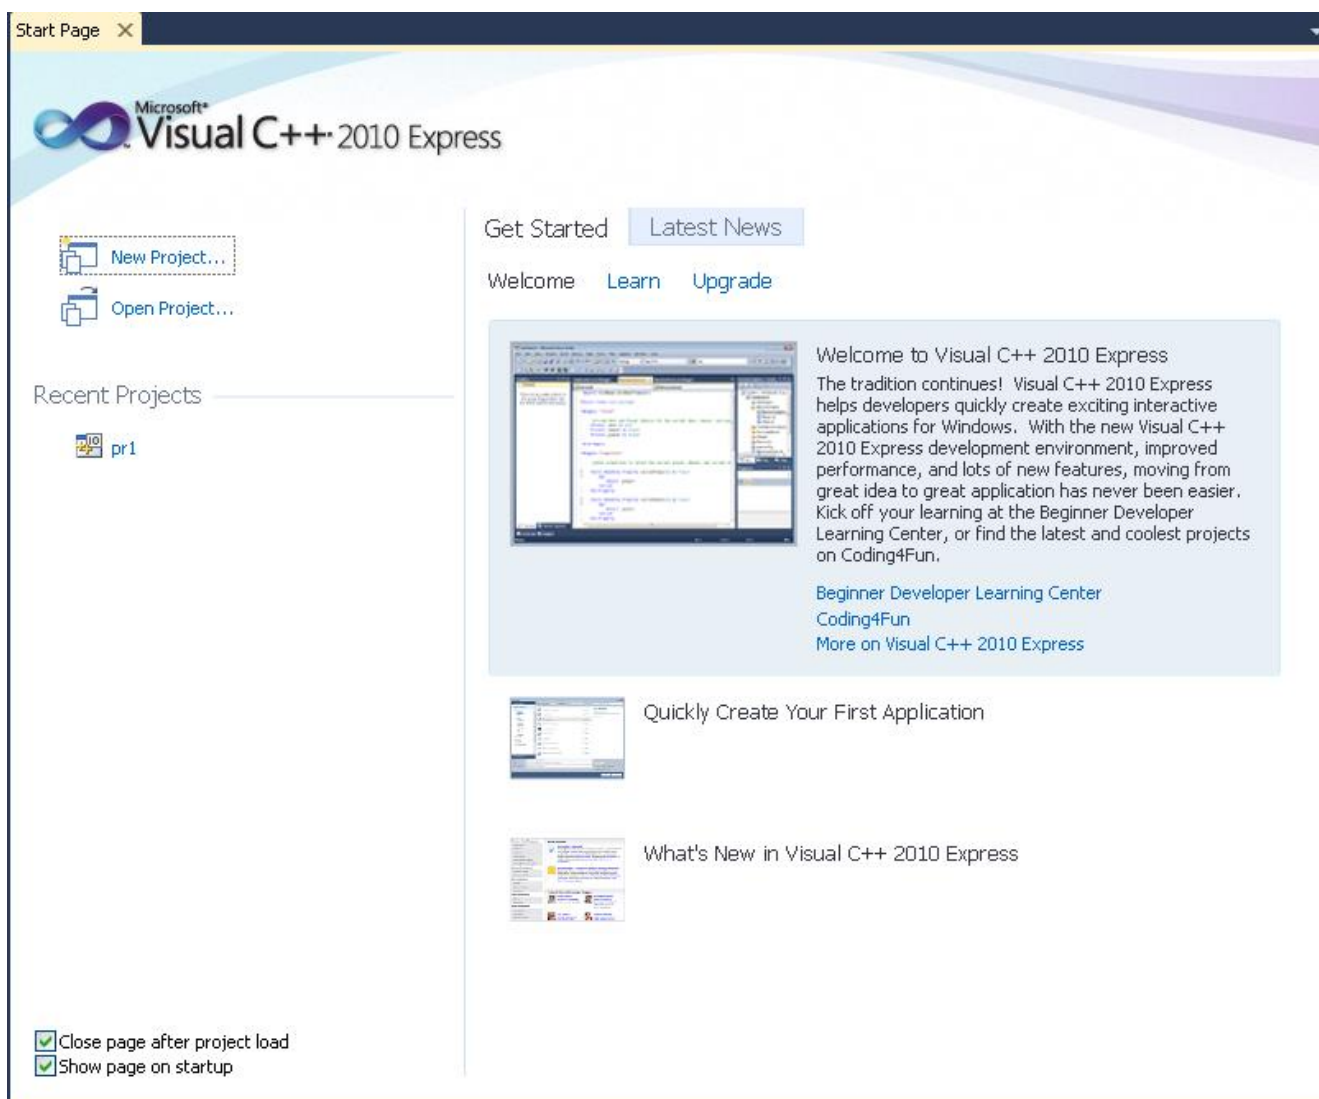 Start Page
Microsoft®
Visual C++ 2010 Express
New Project...
Open Project...
Recent Projects
pr1
Get Started
Latest News
Welcome Learn Upgrade
Welcome to Visual C++ 2010 Express
The tradition continues! Visual C++ 2010 Express
helps developers quickly create exciting interactive
applications for Windows. With the new Visual C++
2010 Express development environment, improved
performance, and lots of new features, moving from
great idea to great application has never been easier.
Kick off your learning at the Beginner Developer
Learning Center, or find the latest and coolest projects
on Coding4Fun.
Beginner Developer Learning Center
Coding4Fun
More on Visual C++ 2010 Express
Quickly Create Your First Application
What's New in Visual C++ 2010 Express
Close page after project load
Show page on startup